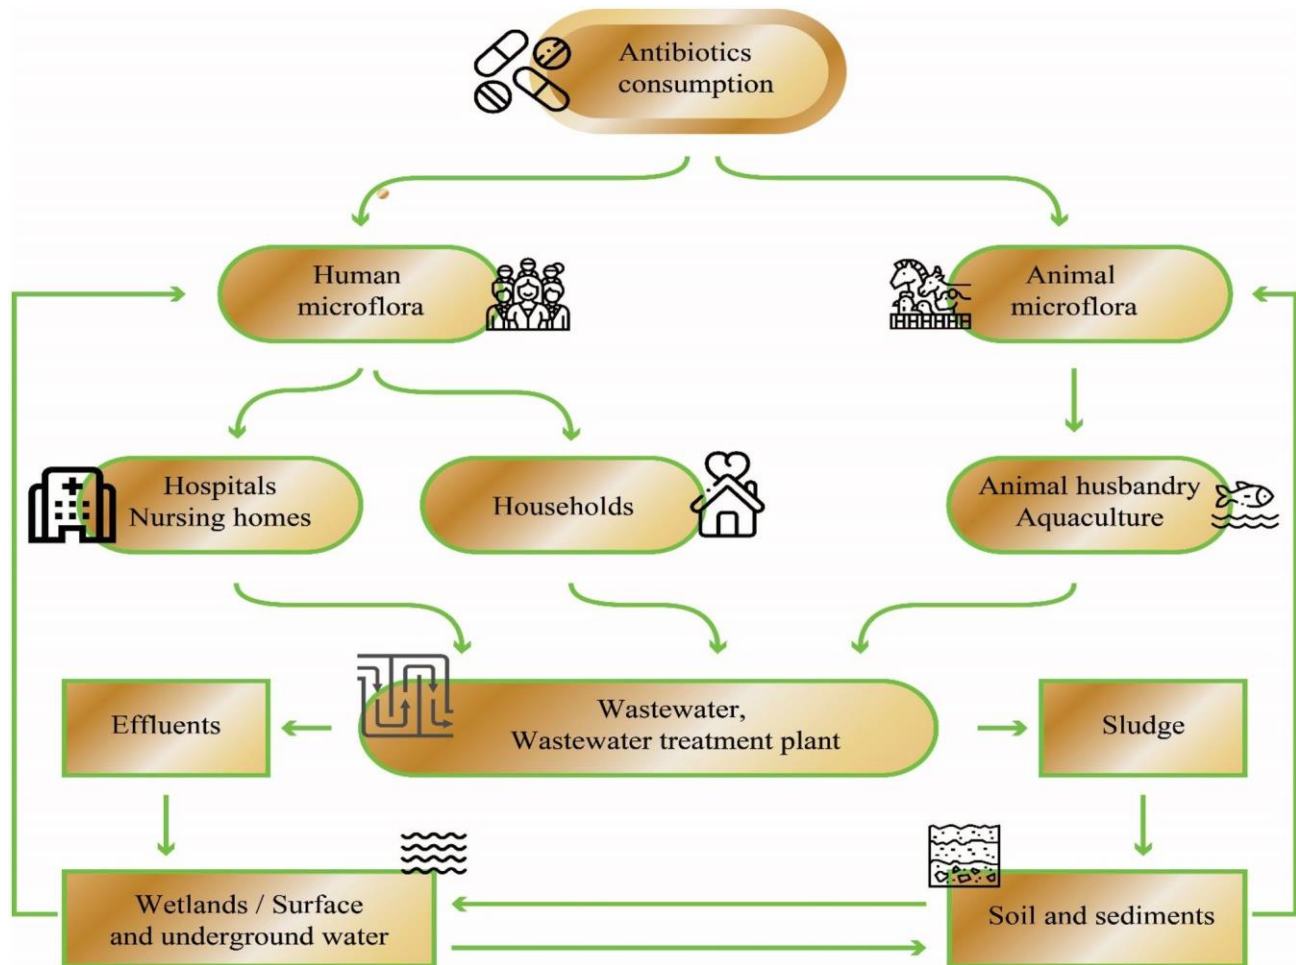 Antibiotics
consumption
Human
microflora
Animal
microflora
Hospitals
Nursing homes
Households
Animal husbandry
Aquaculture
Effluents
Wastewater,
Wastewater treatment plant
Sludge
Wetlands / Surface
and underground water
Soil and sediments